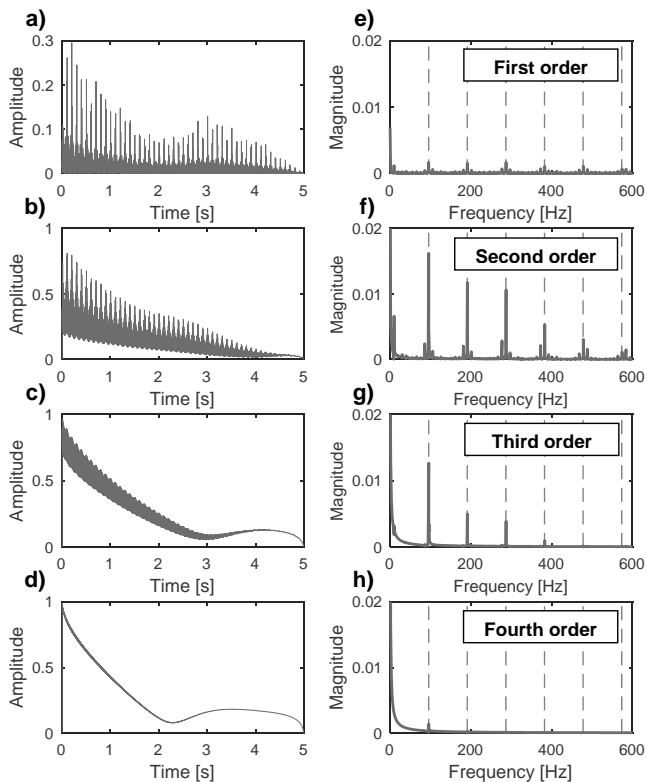 a)
0.3
0.2
0.1
0
Amplitude
0 1 2 3 4 5
Time [s]
e)
0.02
0.01
0
Magnitude
First order
0 200 400 600
Frequency [Hz]
b)
1
0.5
0
Amplitude
0 1 2 3 4 5
Time [s]
f)
0.02
0.01
0
Magnitude
Second order
0 200 400 600
Frequency [Hz]
c)
1
0.5
0
Amplitude
0 1 2 3 4 5
Time [s]
g)
0.02
0.01
0
Magnitude
Third order
0 200 400 600
Frequency [Hz]
d)
1
0.5
0
Amplitude
0 1 2 3 4 5
Time [s]
h)
0.02
0.01
0
Magnitude
Fourth order
0 200 400 600
Frequency [Hz]